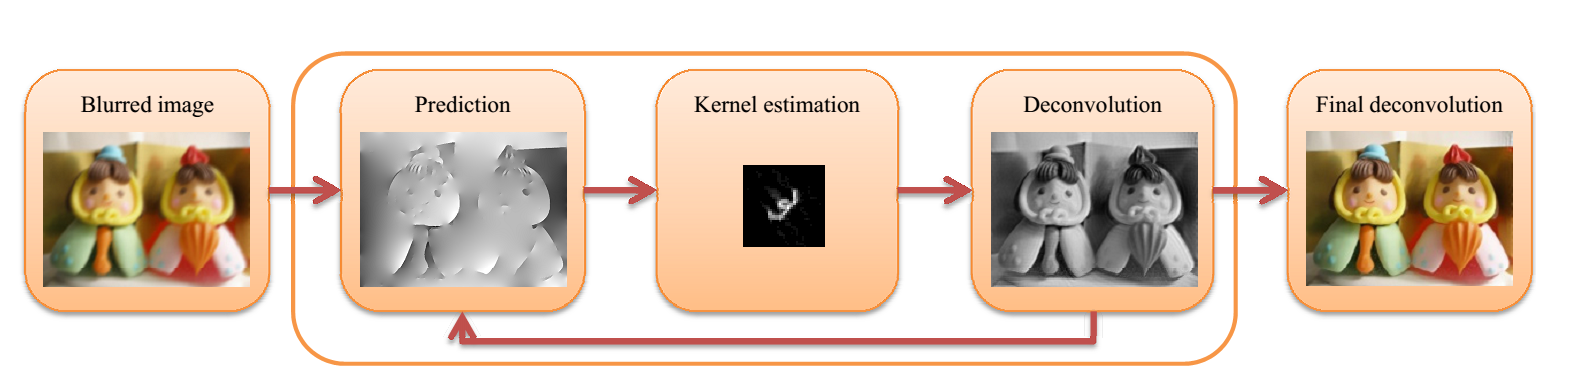 Blurred image
Prediction
Kernel estimation
Deconvolution
Final deconvolution